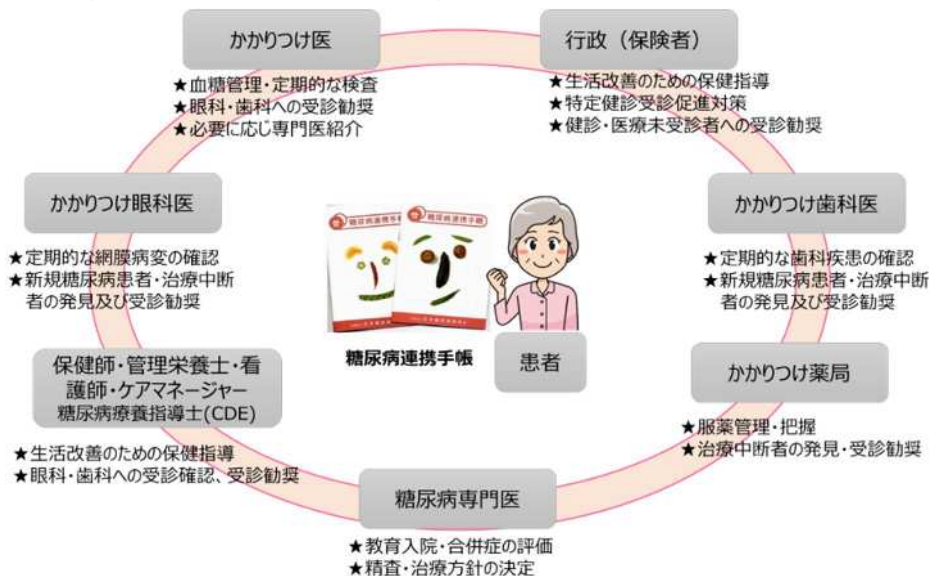 かかりつけ医
★血糖管理・定期的な検査
★眼科・歯科への受診勧奨
★必要に応じ専門医紹介
行政（保険者）
★生活改善のための保健指導
★特定健診受診促進対策
★健診・医療未受診者への受診勧奨
かかりつけ眼科医
★定期的な網膜病変の確認
★新規糖尿病患者・治療中断
者の発見及び受診勧奨
糖尿病連携手帳
糖尿病連携手帳
糖尿病連携手帳
患者
かかりつけ歯科医
★定期的な歯科疾患の確認
★新規糖尿病患者・治療中断
者の発見及び受診勧奨
保健師・管理栄養士・看
護師・ケアマネージャー
糖尿病療養指導士(CDE)
★生活改善のための保健指導
★眼科・歯科への受診確認、受診勧奨
かかりつけ薬局
★服薬管理・把握
★治療中断者の発見・受診勧奨
糖尿病専門医
★教育入院・合併症の評価
★精査・治療方針の決定